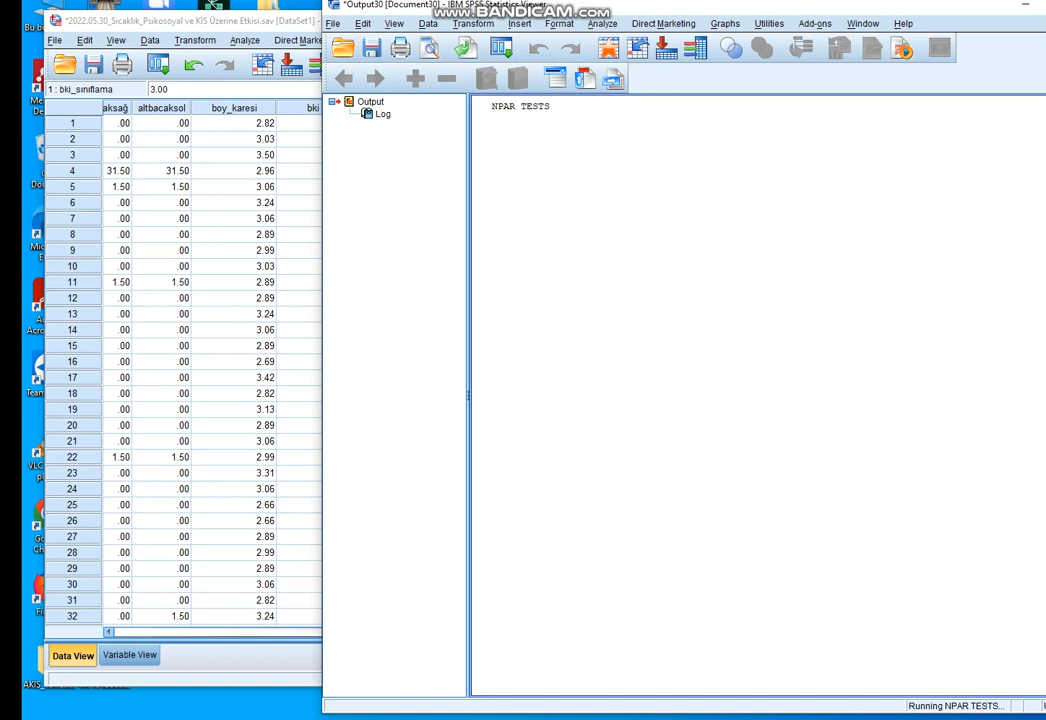 *Output30 [Document30] - IBM SPSS Statistics Viewer
www.BANDICAM.com
*2022.05.30_Sıcaklık_Psikosoyal ve KİS Üzerine Etkisi.sav [DataSet1] -
File Edit View Data Transform Insert Format Analyze Direct Marketing Graphs Utilities Add-ons Window Help
File Edit View Data Transform Analyze Direct Marke
1 : bki_sınıflama 3.00
aksağ altbacaksol boy_karesi bki
1 .00 .00 2.82
2 .00 .00 3.03
3 .00 .00 3.50
4 31.50 31.50 2.96
5 1.50 1.50 3.06
6 .00 .00 3.24
7 .00 .00 3.06
8 .00 .00 2.89
9 .00 .00 2.99
10 .00 .00 3.03
11 1.50 1.50 2.89
12 .00 .00 2.89
13 .00 .00 3.24
14 .00 .00 3.06
15 .00 .00 2.89
16 .00 .00 2.69
17 .00 .00 3.42
18 .00 .00 2.82
19 .00 .00 3.13
20 .00 .00 2.89
21 .00 .00 3.06
22 1.50 1.50 2.99
23 .00 .00 3.31
24 .00 .00 3.06
25 .00 .00 2.66
26 .00 .00 2.66
27 .00 .00 2.89
28 .00 .00 2.99
29 .00 .00 2.89
30 .00 .00 3.06
31 .00 .00 2.82
32 .00 1.50 3.24
Data View Variable View
Output
Log
NPAR TESTS
Running NPAR TESTS...